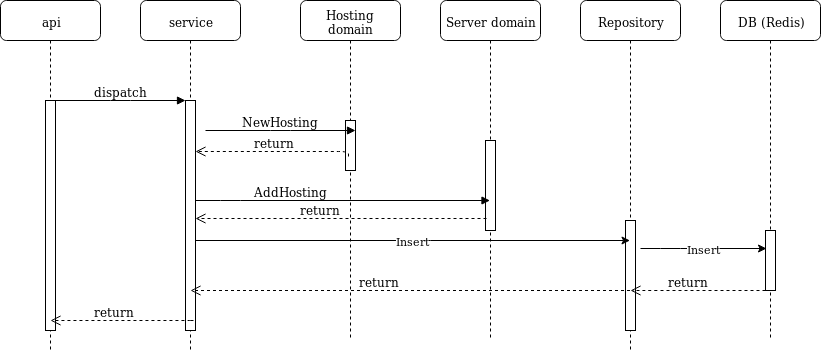 api
service
Hosting
domain
Server domain
Repository
DB (Redis)
dispatch
NewHosting
return
AddHosting
return
Insert
Insert
return
return
return